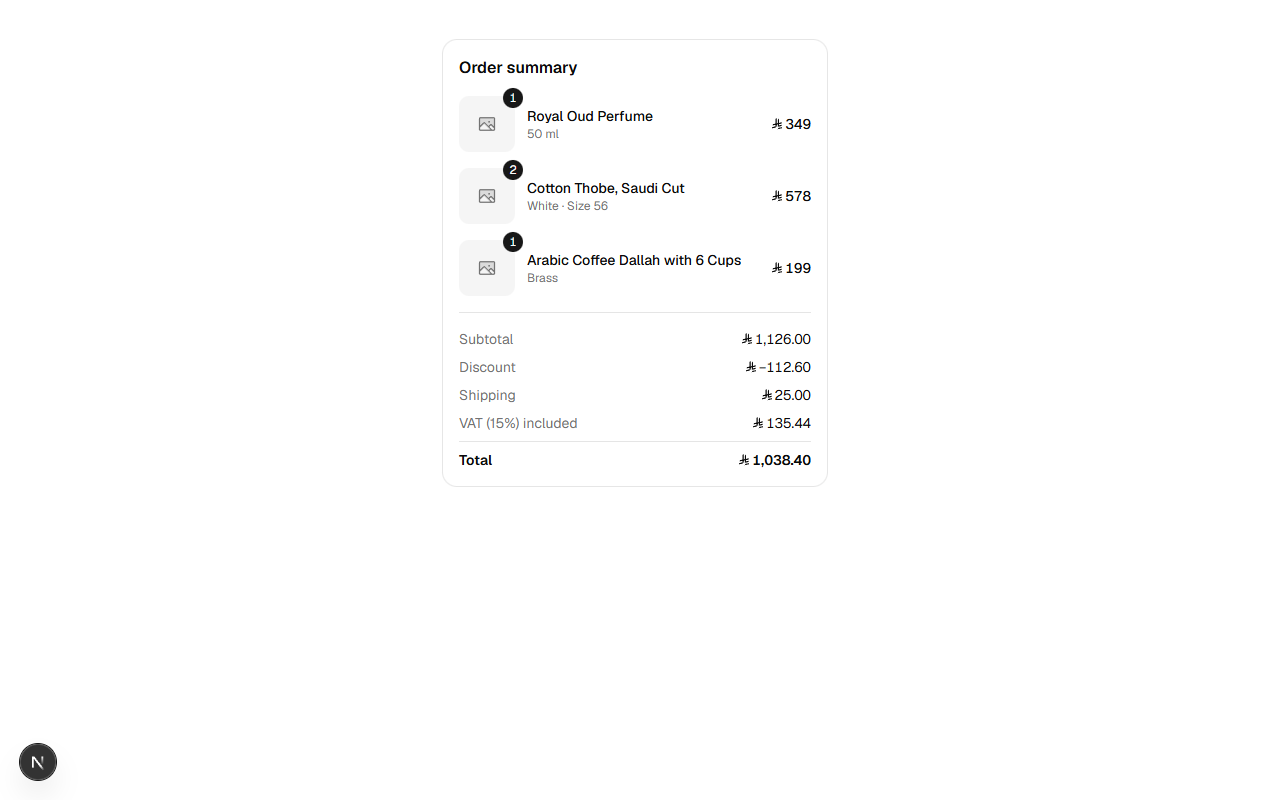 Order summary
1
Royal Oud Perfume
50 ml
⃁ 349
2
Cotton Thobe, Saudi Cut
White · Size 56
⃁ 578
1
Arabic Coffee Dallah with 6 Cups
Brass
⃁ 199
Subtotal ⃁ 1,126.00
Discount ⃁ −112.60
Shipping ⃁ 25.00
VAT (15%) included ⃁ 135.44
Total ⃁ 1,038.40
N